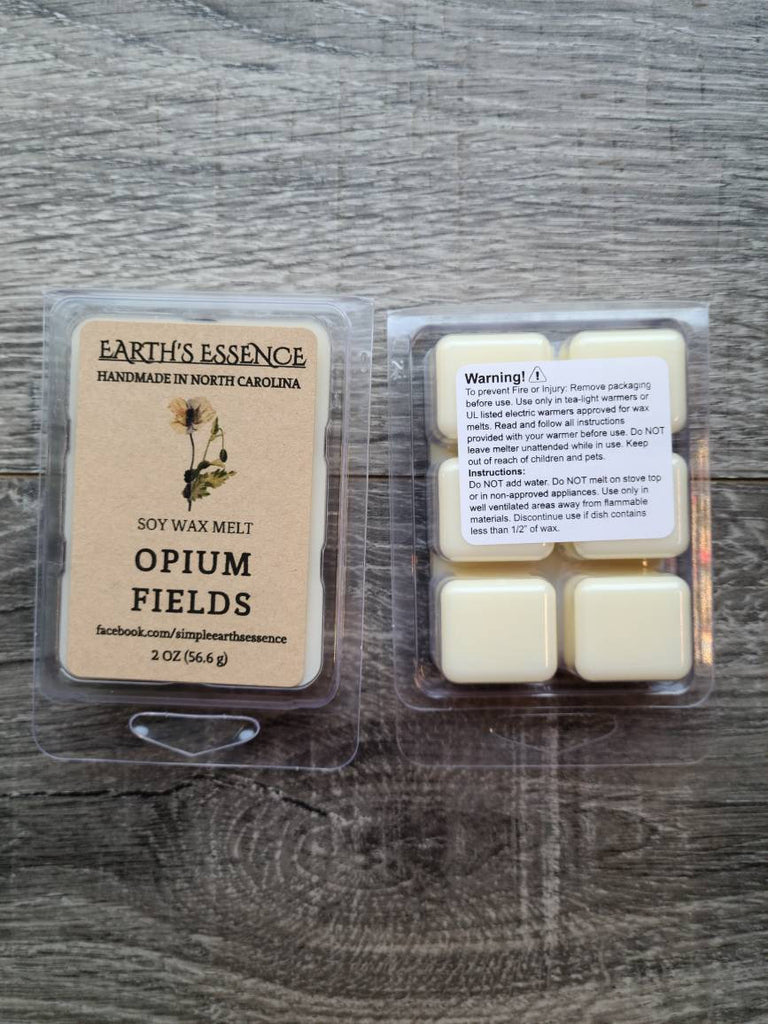 EARTH'S ESSENCE
HANDMADE IN NORTH CAROLINA
SOY WAX MELT
OPIUM
FIELDS
facebook.com/simpleearthsessence
2 OZ (56.6 g)
Warning!
To prevent Fire or Injury: Remove packaging
before use. Use only in tea-light warmers or
UL listed electric warmers approved for wax
melts. Read and follow all instructions
provided with your warmer before use. Do NOT
leave melter unattended while in use. Keep
out of reach of children and pets.
Instructions:
Do NOT add water. Do NOT melt on stove top
or in non-approved appliances. Use only in
well ventilated areas away from flammable
materials. Discontinue use if dish contains
less than 1/2" of wax.